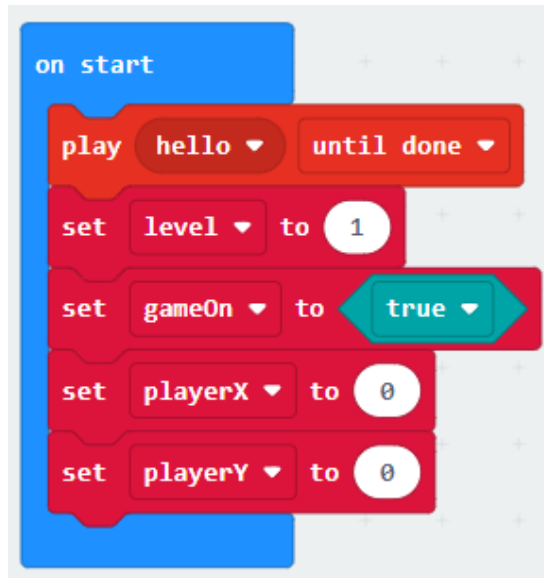 on start
play hello until done
set level to 1
set gameOn to true
set playerX to 0
set playerY to 0